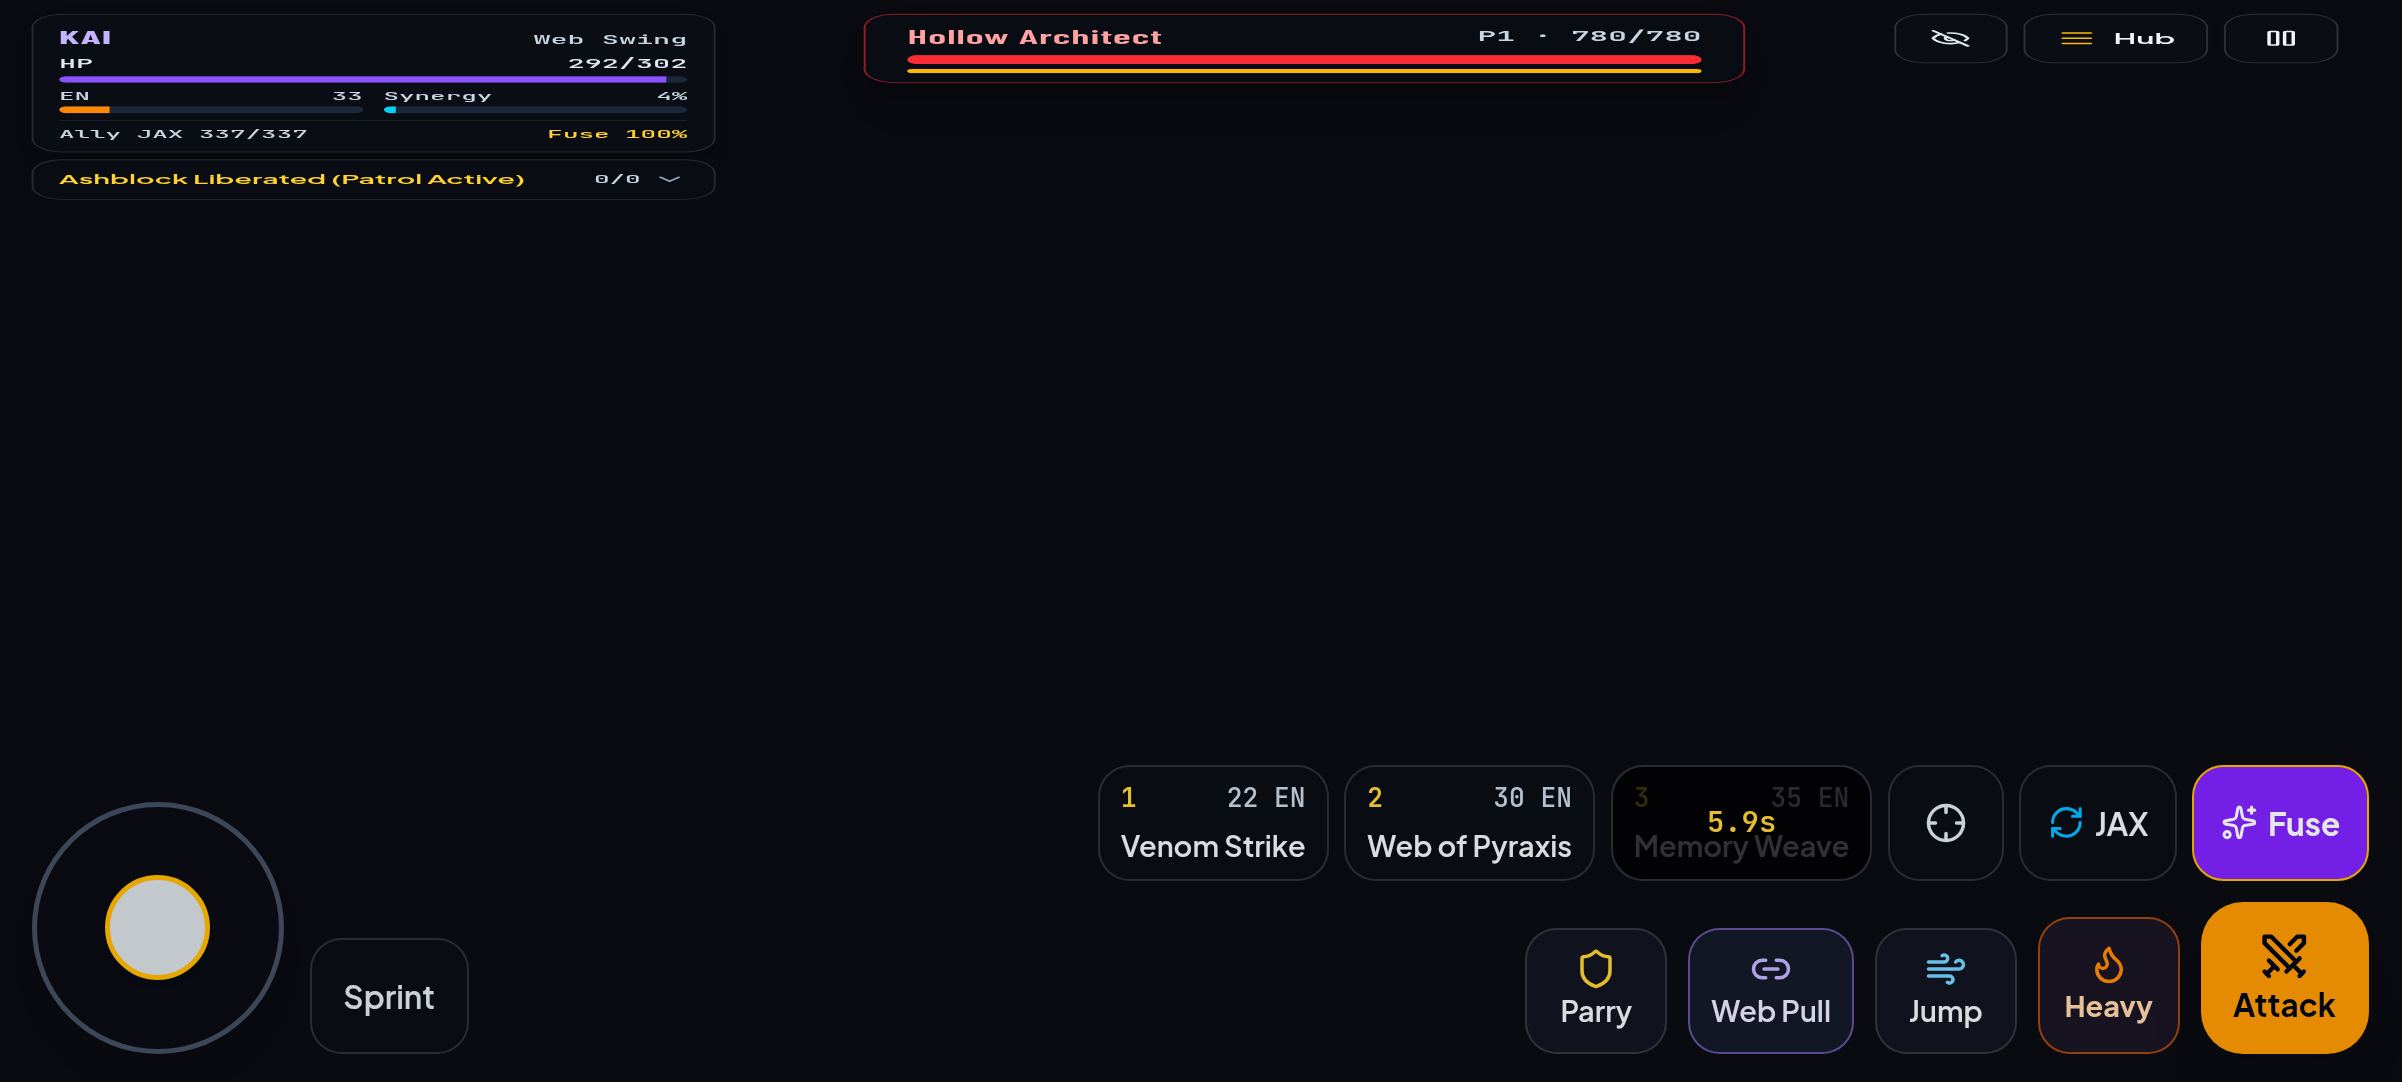 KAI Web Swing
HP 292/302
EN 33 Synergy 4%
Ally JAX 337/337 Fuse 100%
Ashblock Liberated (Patrol Active) 0/0
Hollow Architect P1 · 780/780
Hub
1 22 EN
Venom Strike
2 30 EN
Web of Pyraxis
3 35 EN
5.9s
Memory Weave
JAX
Fuse
Sprint
Parry
Web Pull
Jump
Heavy
Attack